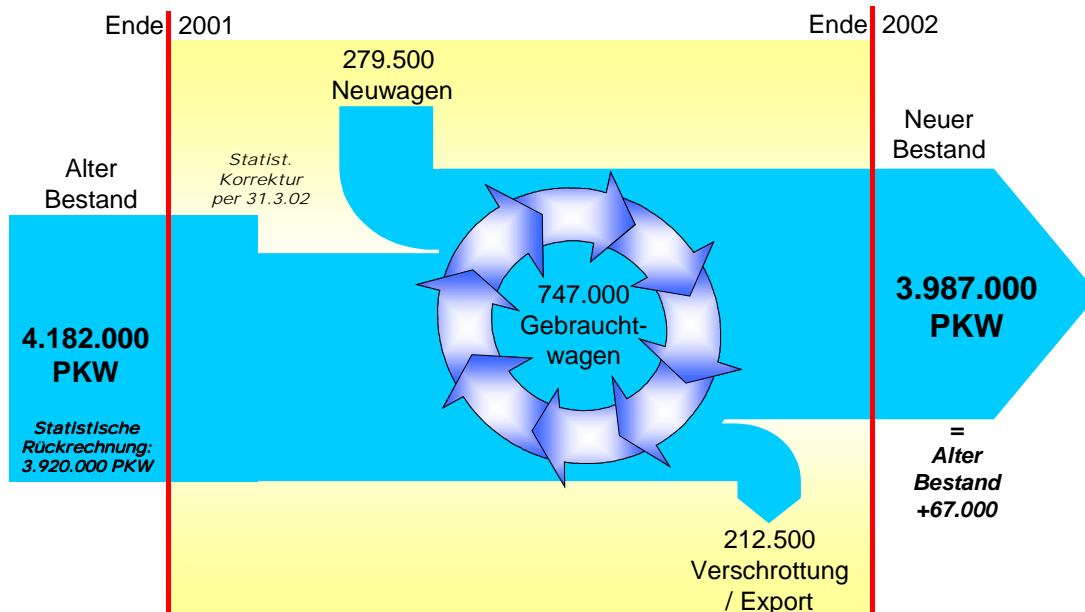 Ende 2001
Ende 2002
279.500
Neuwagen
Statist.
Korrektur
per 31.3.02
Alter
Bestand
Neuer
Bestand
4.182.000
PKW
Statistische
Rückrechnung:
3.920.000 PKW
747.000
Gebraucht-
wagen
3.987.000
PKW
=
Alter
Bestand
+67.000
212.500
Verschrottung
/ Export